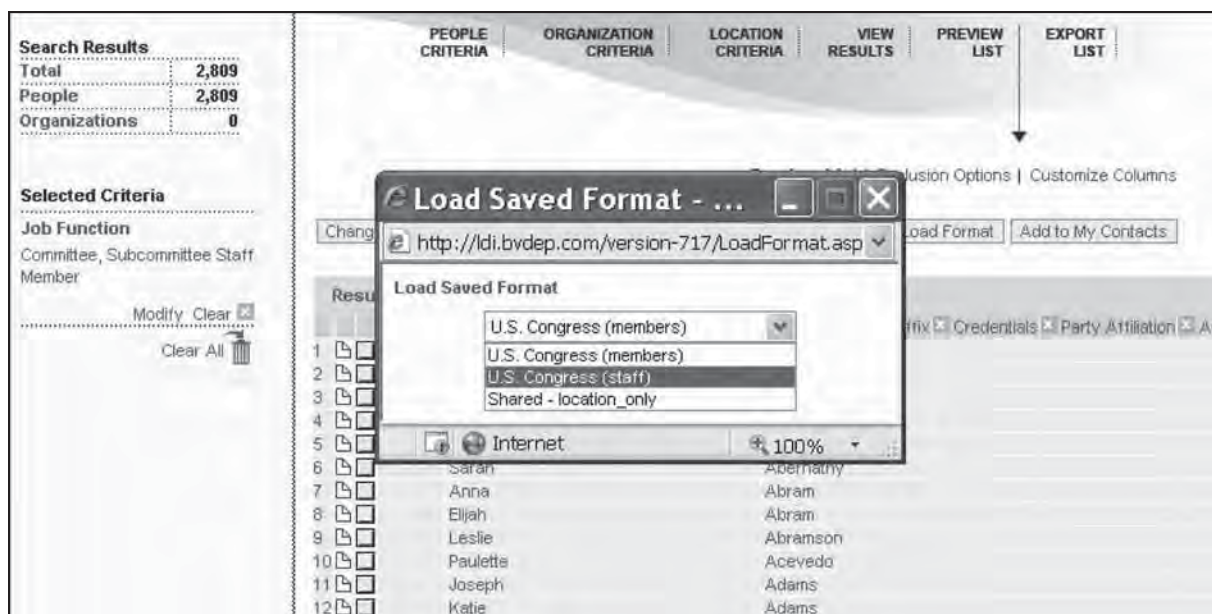 PEOPLE CRITERIA
ORGANIZATION CRITERIA
LOCATION CRITERIA
VIEW RESULTS
PREVIEW LIST
EXPORT LIST
Search Results
Total 2,809
People 2,809
Organizations 0
Selected Criteria
Job Function
Committee, Subcommittee Staff
Member
Modify Clear
Clear All
Options | Customize Columns
Load Format
Add to My Contacts
Load Saved Format - ...
http://ldi.bvdep.com/version-717/LoadFormat.asp
Load Saved Format
U.S. Congress (members)
U.S. Congress (members)
U.S. Congress (staff)
Shared - location_only
Internet 100%
Credentials Party Affiliation
1
2
3
4
5
6 Sarah Abernathy
7 Anna Abram
8 Elijah Abram
9 Leslie Abramson
10 Paulette Acevedo
11 Joseph Adams
12 Katie Adams